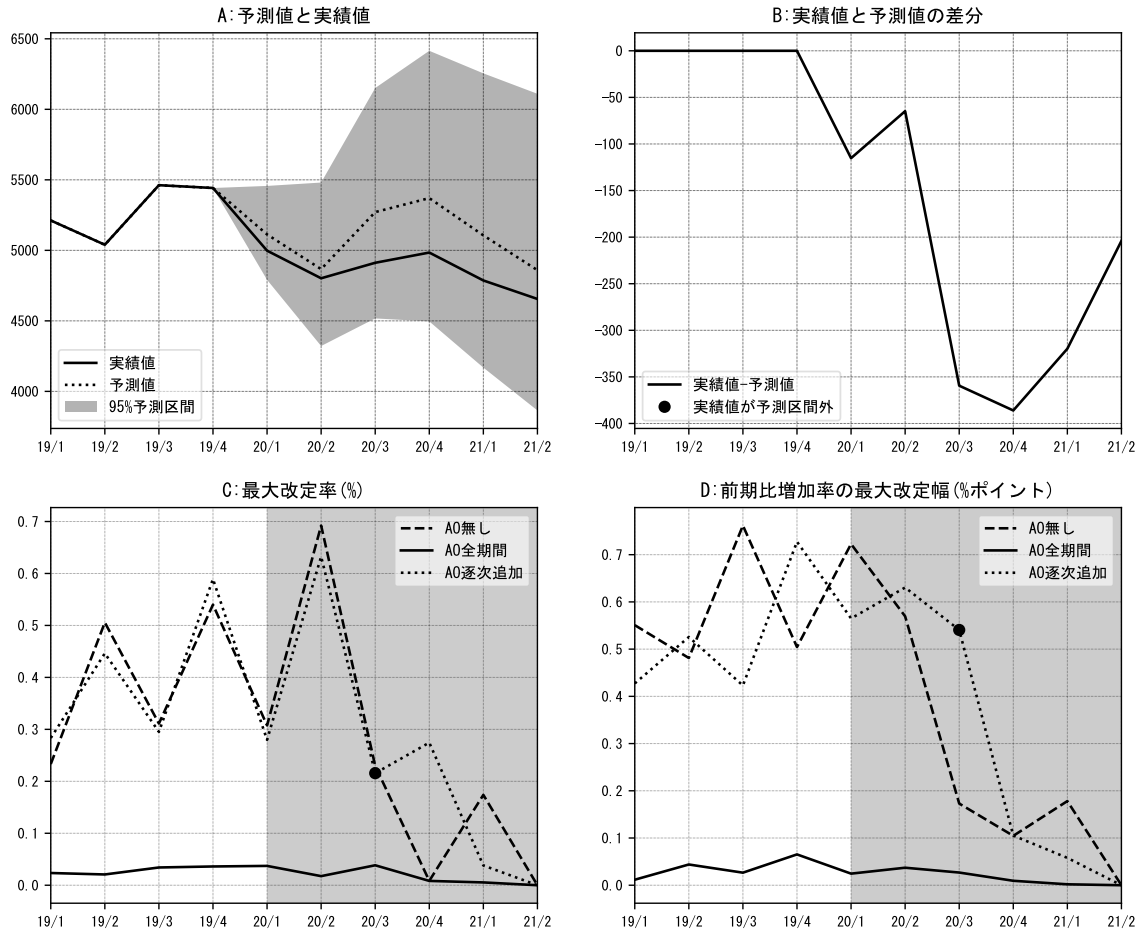 A:予測値と実績値
6500
6000
5500
5000
4500
4000
実績値
予測値
95%予測区間
19/1 19/2 19/3 19/4 20/1 20/2 20/3 20/4 21/1 21/2
B:実績値と予測値の差分
0
−50
−100
−150
−200
−250
−300
−350
−400
実績値−予測値
実績値が予測区間外
19/1 19/2 19/3 19/4 20/1 20/2 20/3 20/4 21/1 21/2
C:最大改定率(%)
0.7
0.6
0.5
0.4
0.3
0.2
0.1
0.0
AO無し
AO全期間
AO逐次追加
19/1 19/2 19/3 19/4 20/1 20/2 20/3 20/4 21/1 21/2
D:前期比増加率の最大改定幅(%ポイント)
0.7
0.6
0.5
0.4
0.3
0.2
0.1
0.0
AO無し
AO全期間
AO逐次追加
19/1 19/2 19/3 19/4 20/1 20/2 20/3 20/4 21/1 21/2